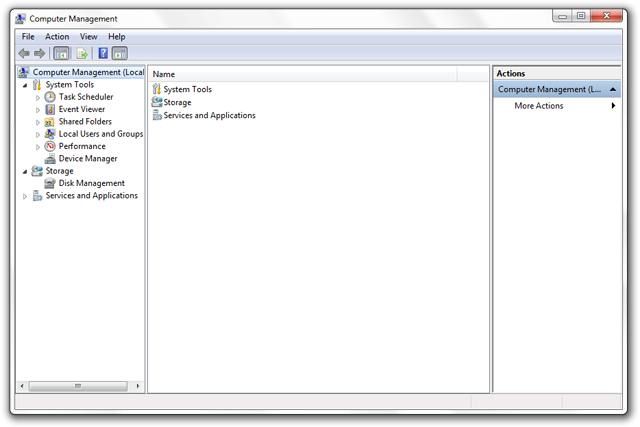 Computer Management
File Action View Help
Computer Management (Local
System Tools
Task Scheduler
Event Viewer
Shared Folders
Local Users and Groups
Performance
Device Manager
Storage
Disk Management
Services and Applications
Name
System Tools
Storage
Services and Applications
Actions
Computer Management (L...
More Actions